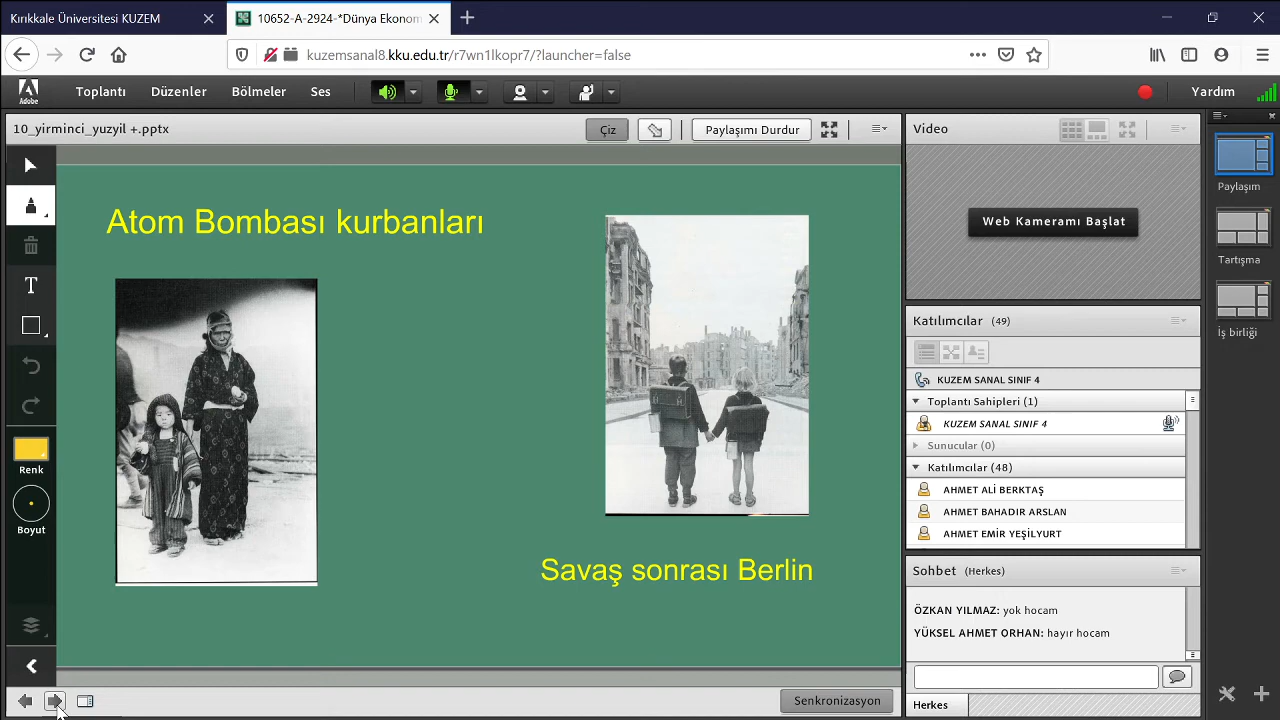 Kırıkkale Üniversitesi KUZEM
10652-A-2924-*Dünya Ekonom
kuzemsanal8.kku.edu.tr/r7wn1lkopr7/?launcher=false
Adobe
Toplantı
Düzenler
Bölmeler
Ses
Yardım
10_yirminci_yuzyil +.pptx
Çiz
Paylaşımı Durdur
Atom Bombası kurbanları
Savaş sonrası Berlin
T
Renk
Boyut
Senkronizasyon
Video
Web Kameramı Başlat
Katılımcılar (49)
KUZEM SANAL SINIF 4
Toplantı Sahipleri (1)
KUZEM SANAL SINIF 4
Sunucular (0)
Katılımcılar (48)
AHMET ALİ BERKTAŞ
AHMET BAHADIR ARSLAN
AHMET EMİR YEŞİLYURT
Sohbet (Herkes)
ÖZKAN YILMAZ: yok hocam
YÜKSEL AHMET ORHAN: hayır hocam
Herkes
Paylaşım
Tartışma
İş birliği